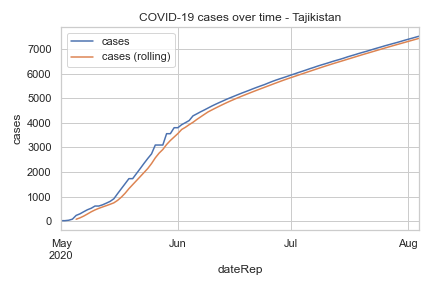 COVID-19 cases over time - Tajikistan
cases
cases (rolling)
7000
6000
5000
4000
3000
2000
1000
0
cases
May
2020
Jun
Jul
Aug
dateRep